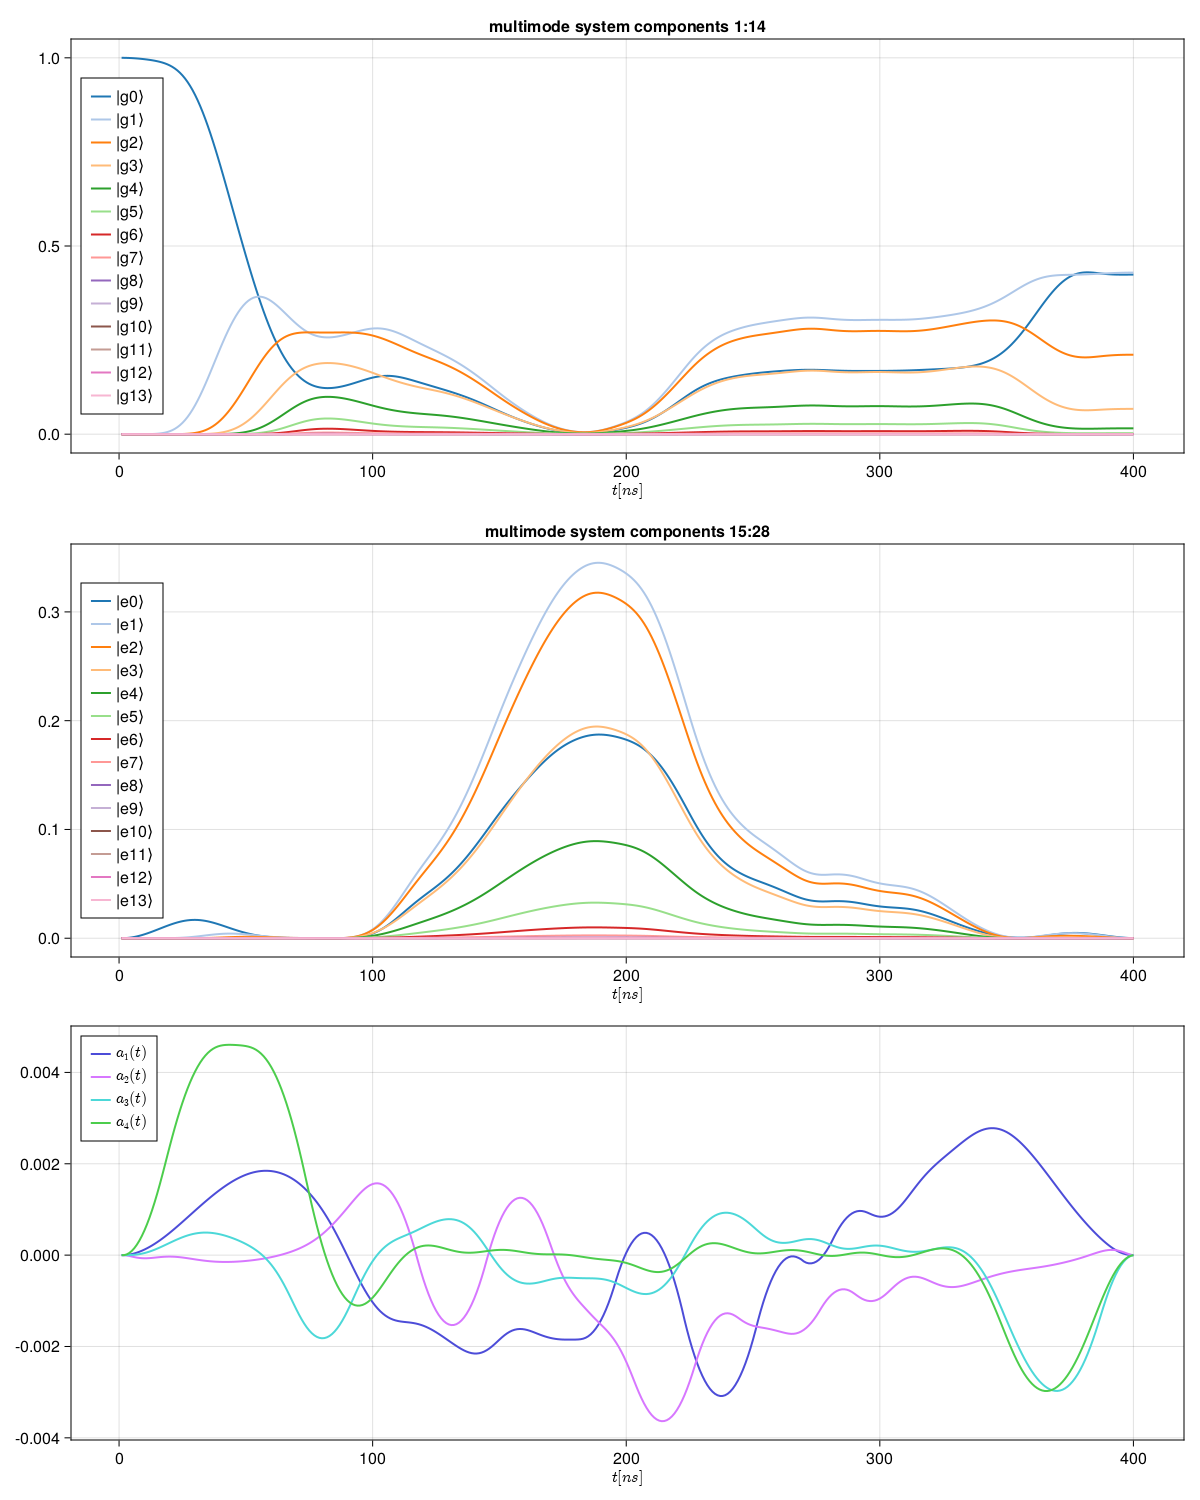 multimode system components 1:14
1.0
0.5
0.0
|g0⟩
|g1⟩
|g2⟩
|g3⟩
|g4⟩
|g5⟩
|g6⟩
|g7⟩
|g8⟩
|g9⟩
|g10⟩
|g11⟩
|g12⟩
|g13⟩
0 100 200 300 400
t[ns]
multimode system components 15:28
0.3
0.2
0.1
0.0
|e0⟩
|e1⟩
|e2⟩
|e3⟩
|e4⟩
|e5⟩
|e6⟩
|e7⟩
|e8⟩
|e9⟩
|e10⟩
|e11⟩
|e12⟩
|e13⟩
0 100 200 300 400
t[ns]
a₁(t)
a₂(t)
a₃(t)
a₄(t)
0.004
0.002
0.000
-0.002
-0.004
0 100 200 300 400
t[ns]